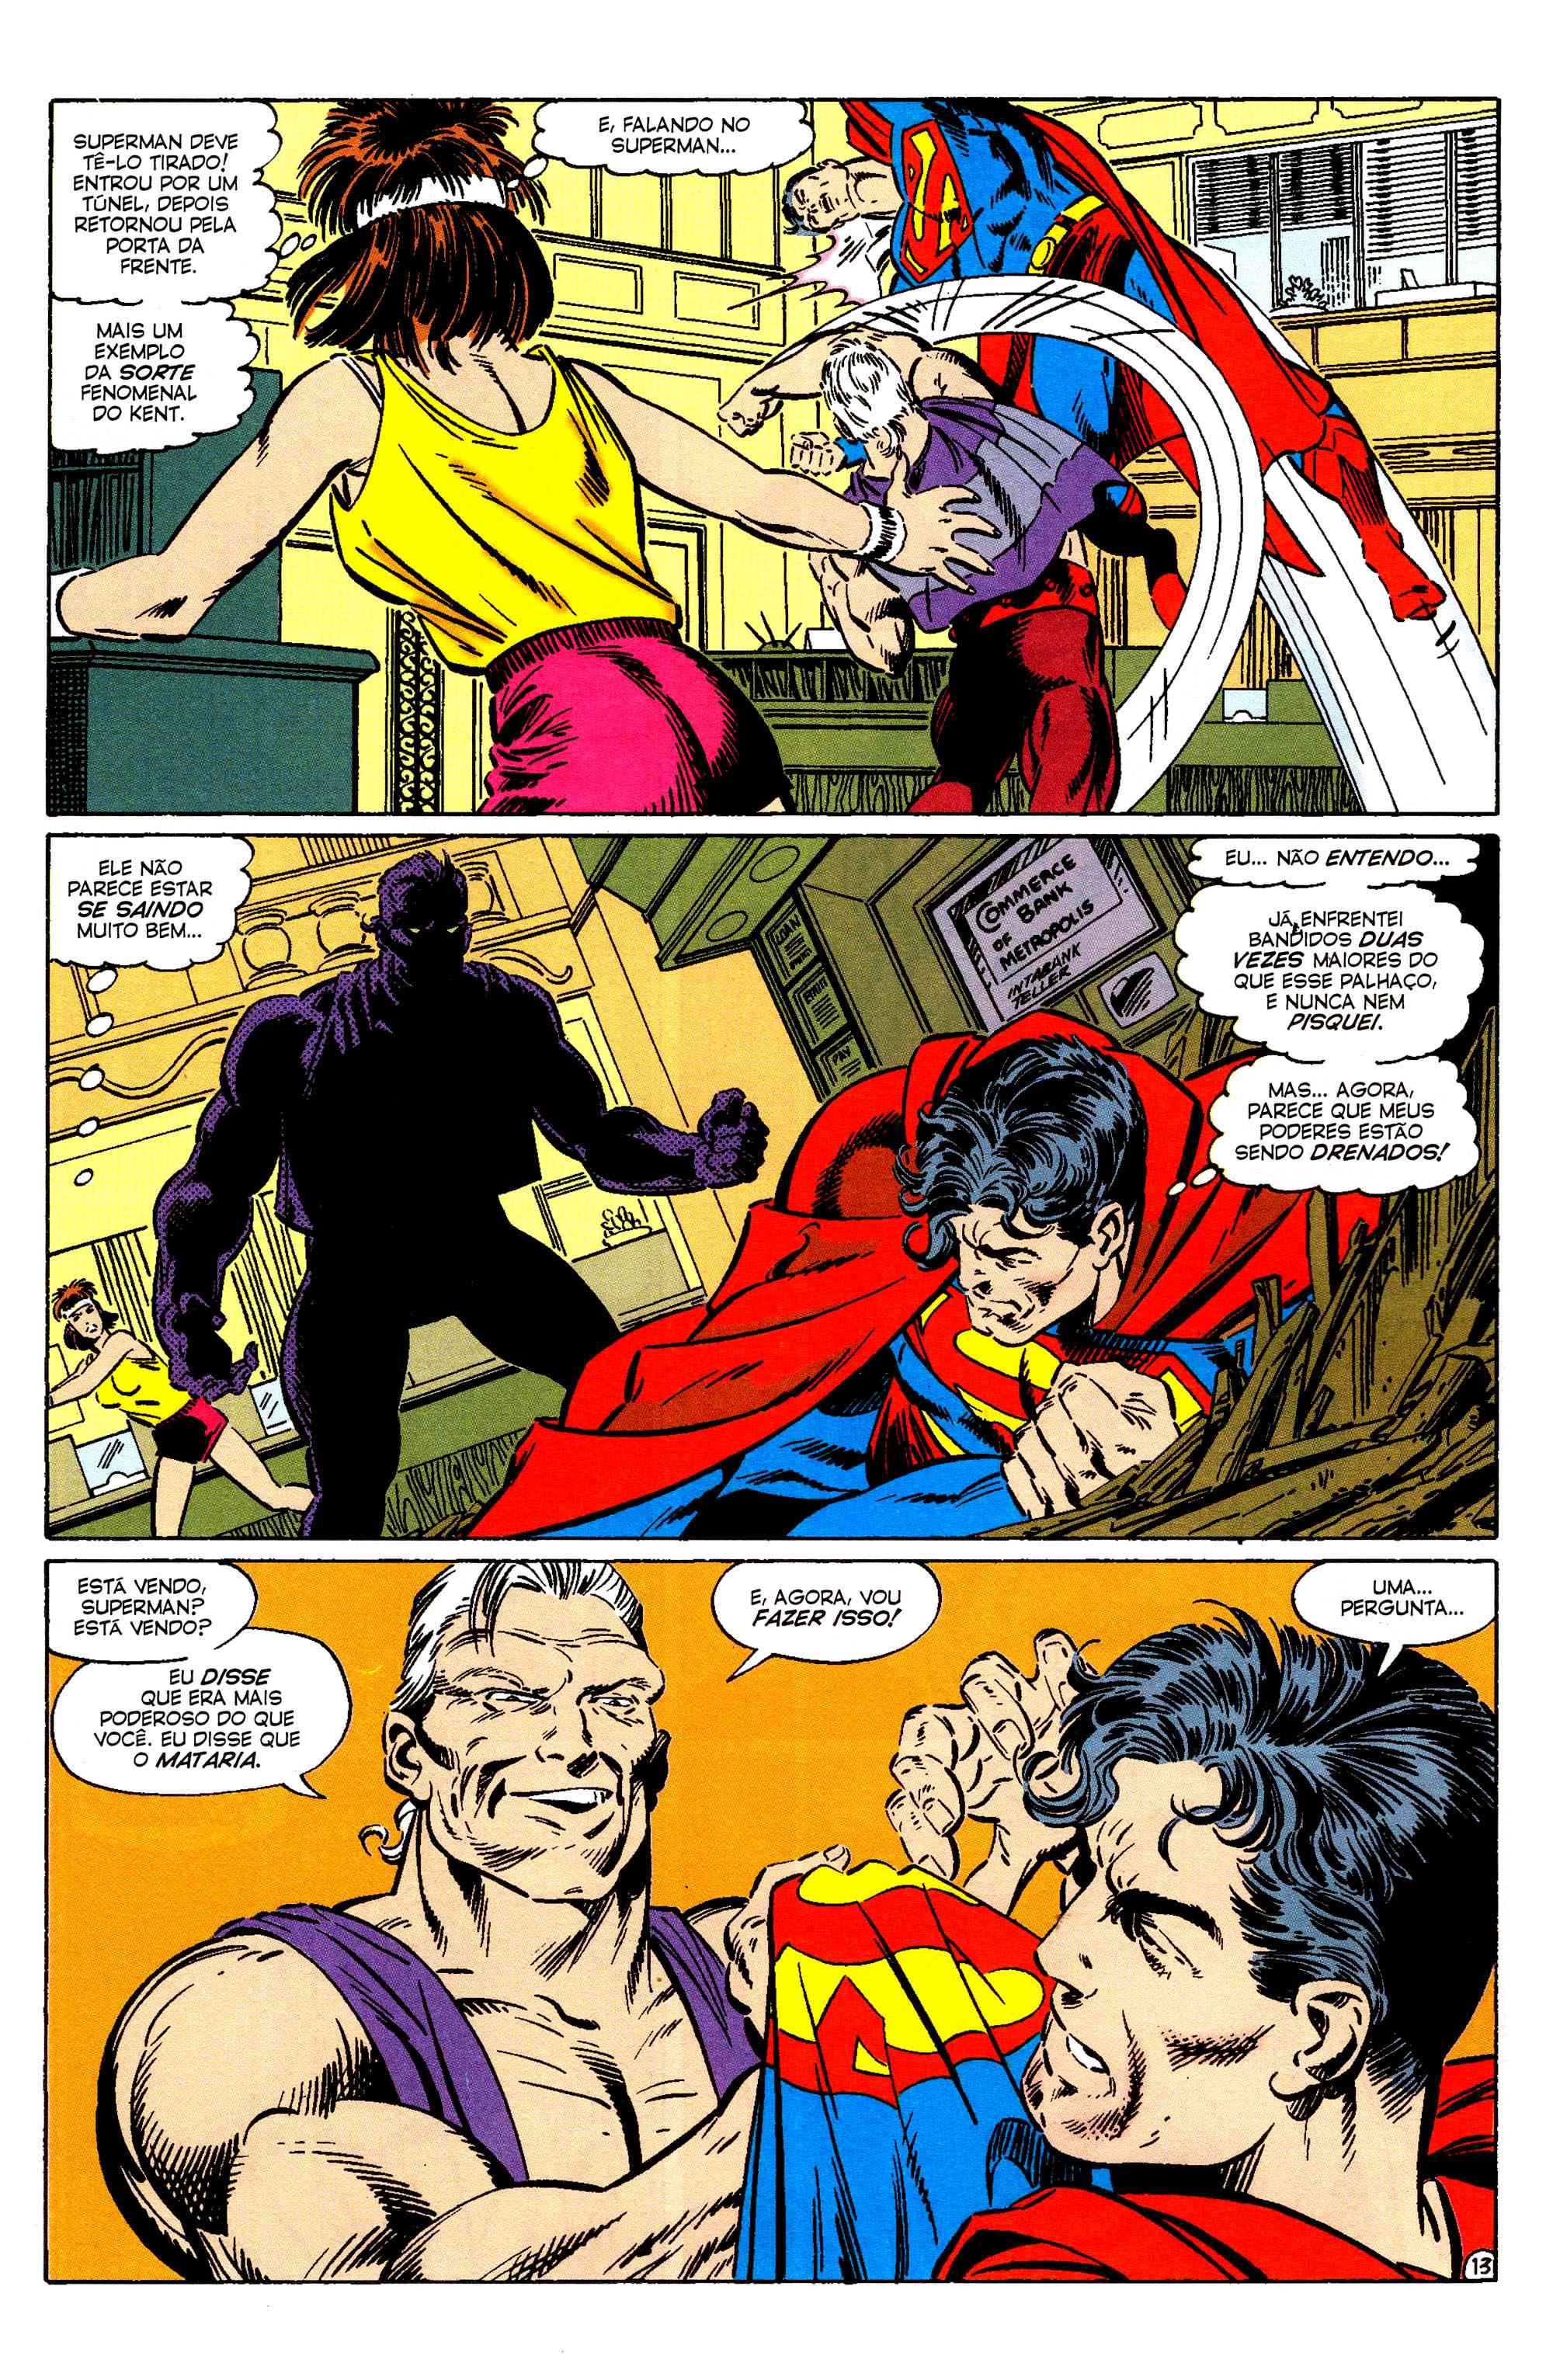 SUPERMAN DEVE
TÊ-LO TIRADO!
ENTROU POR UM
TÚNEL, DEPOIS
RETORNOU PELA
PORTA DA
FRENTE.
MAIS UM
EXEMPLO
DA SORTE
FENOMENAL
DO KENT.
E, FALANDO NO
SUPERMAN...
ELE NÃO
PARECE ESTAR
SE SAINDO
MUITO BEM...
COMMERCE
BANK
OF
METROPOLIS
INTABANK
TELLER
LOAN
PAY
EU... NÃO ENTENDO...
JÁ ENFRENTEI
BANDIDOS DUAS
VEZES MAIORES DO
QUE ESSE PALHAÇO,
E NUNCA NEM
PISQUEI.
MAS... AGORA,
PARECE QUE MEUS
PODERES ESTÃO
SENDO DRENADOS!
ESTÁ VENDO,
SUPERMAN?
ESTÁ VENDO?
EU DISSE
QUE ERA MAIS
PODEROSO DO QUE
VOCÊ. EU DISSE QUE
O MATARIA.
E, AGORA, VOU
FAZER ISSO!
UMA...
PERGUNTA...
13